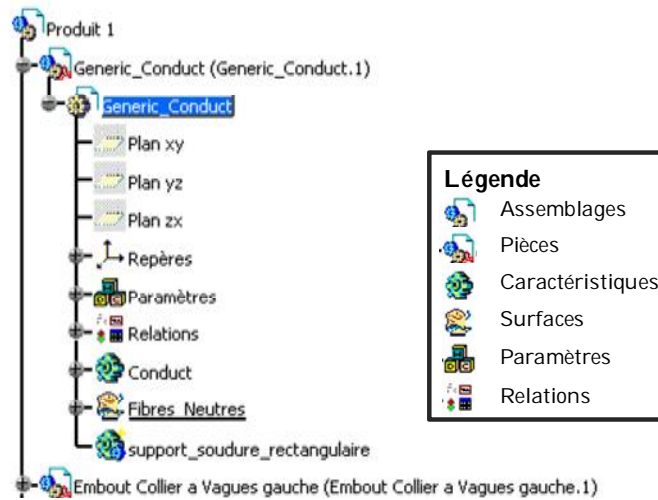 Produit 1
Generic_Conduct (Generic_Conduct.1)
Generic_Conduct
Plan xy
Plan yz
Plan zx
Repères
Paramètres
Relations
Conduct
Fibres_Neutres
support_soudure_rectangulaire
Embout Collier a Vagues gauche (Embout Collier a Vagues gauche.1)
Légende
Assemblages
Pièces
Caractéristiques
Surfaces
Paramètres
Relations